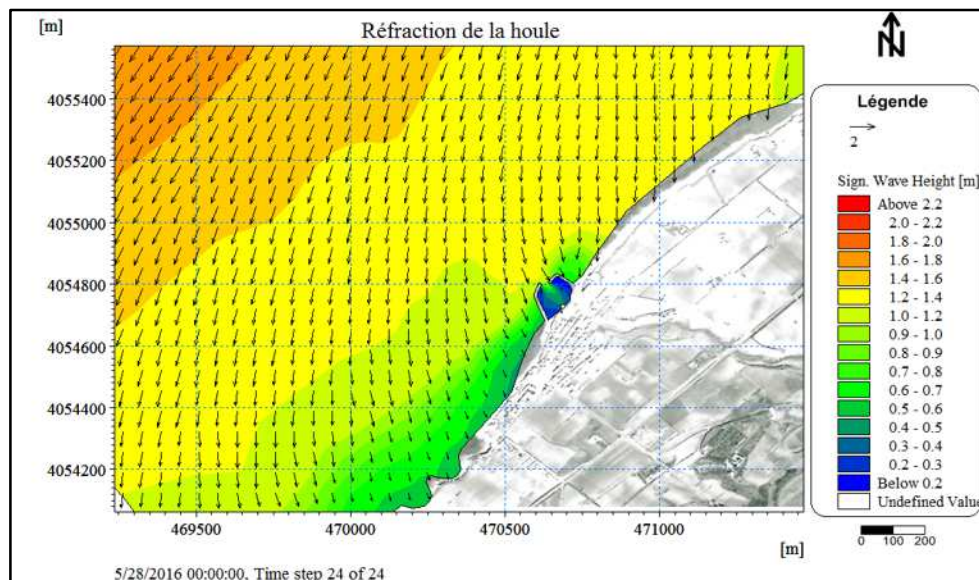 [m]
Réfraction de la houle
N
4055400
4055200
4055000
4054800
4054600
4054400
4054200
469500 470000 470500 471000
[m]
5/28/2016 00:00:00, Time step 24 of 24
Légende
2
Sign. Wave Height [m]
Above 2.2
2.0 - 2.2
1.8 - 2.0
1.6 - 1.8
1.4 - 1.6
1.2 - 1.4
1.0 - 1.2
0.9 - 1.0
0.8 - 0.9
0.7 - 0.8
0.6 - 0.7
0.5 - 0.6
0.4 - 0.5
0.3 - 0.4
0.2 - 0.3
Below 0.2
Undefined Value
0 100 200